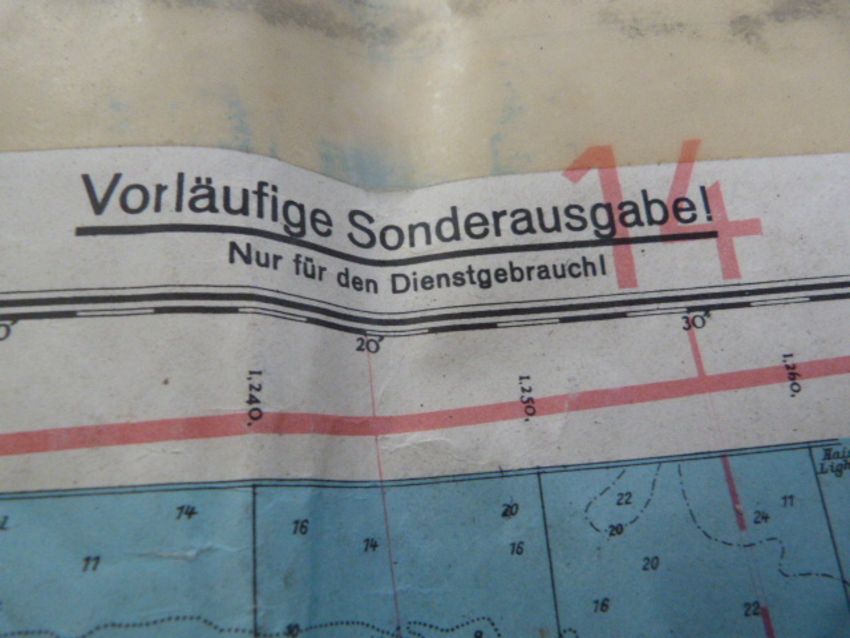 14
Vorläufige Sonderausgabe!
Nur für den Dienstgebrauch!
20' 30'
1,240, 1,250, 1,260,
14 16 14 20 16 22 20 24 11
11 20 16 22